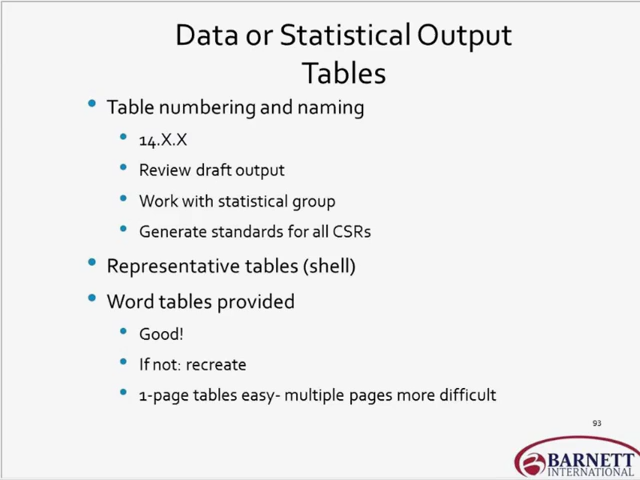 Data or Statistical Output
Tables
• Table numbering and naming
• 14.X.X
• Review draft output
• Work with statistical group
• Generate standards for all CSRs
• Representative tables (shell)
• Word tables provided
• Good!
• If not: recreate
• 1-page tables easy- multiple pages more difficult
93
BARNETT
INTERNATIONAL